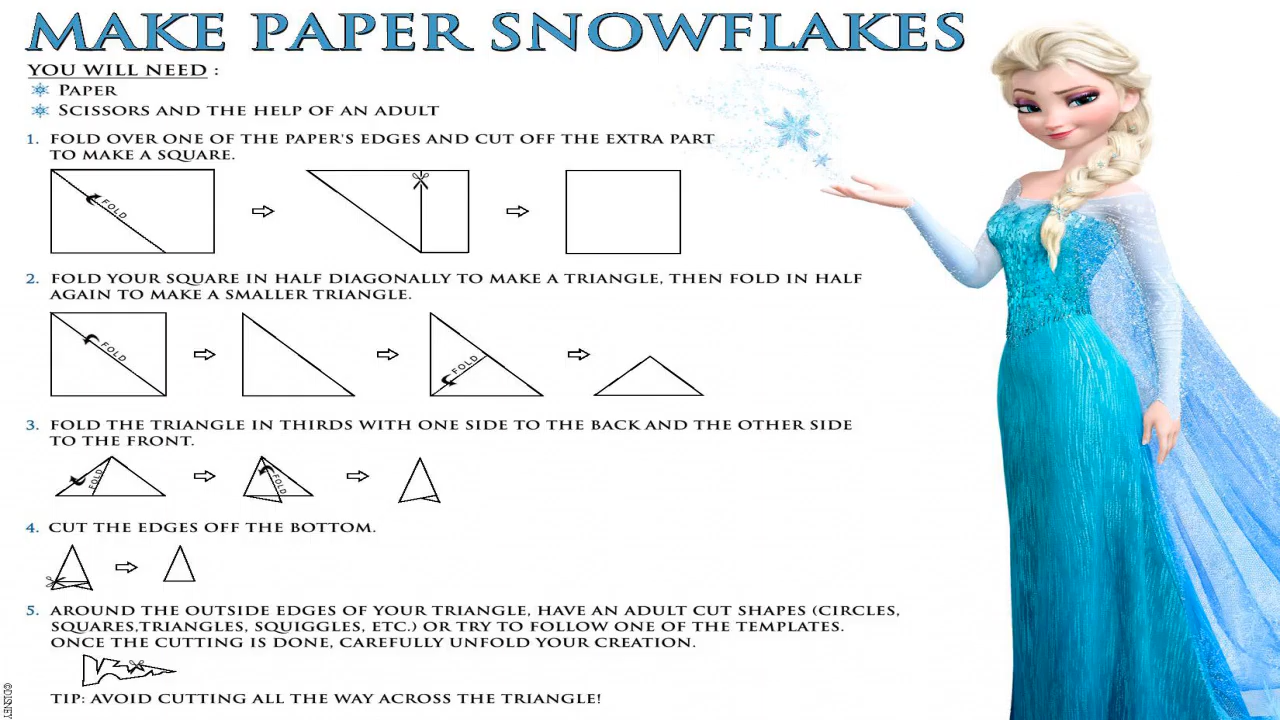 MAKE PAPER SNOWFLAKES
YOU WILL NEED :
PAPER
SCISSORS AND THE HELP OF AN ADULT
1. FOLD OVER ONE OF THE PAPER'S EDGES AND CUT OFF THE EXTRA PART
TO MAKE A SQUARE.
FOLD
2. FOLD YOUR SQUARE IN HALF DIAGONALLY TO MAKE A TRIANGLE, THEN FOLD IN HALF
AGAIN TO MAKE A SMALLER TRIANGLE.
FOLD
FOLD
3. FOLD THE TRIANGLE IN THIRDS WITH ONE SIDE TO THE BACK AND THE OTHER SIDE
TO THE FRONT.
FOLD
FOLD
4. CUT THE EDGES OFF THE BOTTOM.
5. AROUND THE OUTSIDE EDGES OF YOUR TRIANGLE, HAVE AN ADULT CUT SHAPES (CIRCLES,
SQUARES,TRIANGLES, SQUIGGLES, ETC.) OR TRY TO FOLLOW ONE OF THE TEMPLATES.
ONCE THE CUTTING IS DONE, CAREFULLY UNFOLD YOUR CREATION.
TIP: AVOID CUTTING ALL THE WAY ACROSS THE TRIANGLE!
©DISNEY